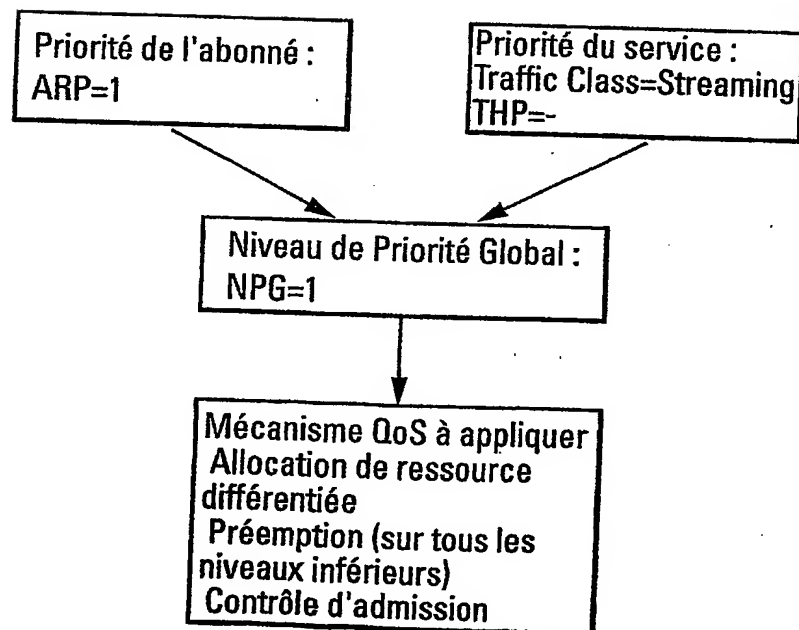 Priorité de l'abonné :
ARP=1
Priorité du service :
Traffic Class=Streaming
THP=-
Niveau de Priorité Global :
NPG=1
Mécanisme QoS à appliquer
Allocation de ressource
différentiée
Préemption (sur tous les
niveaux inférieurs)
Contrôle d'admission